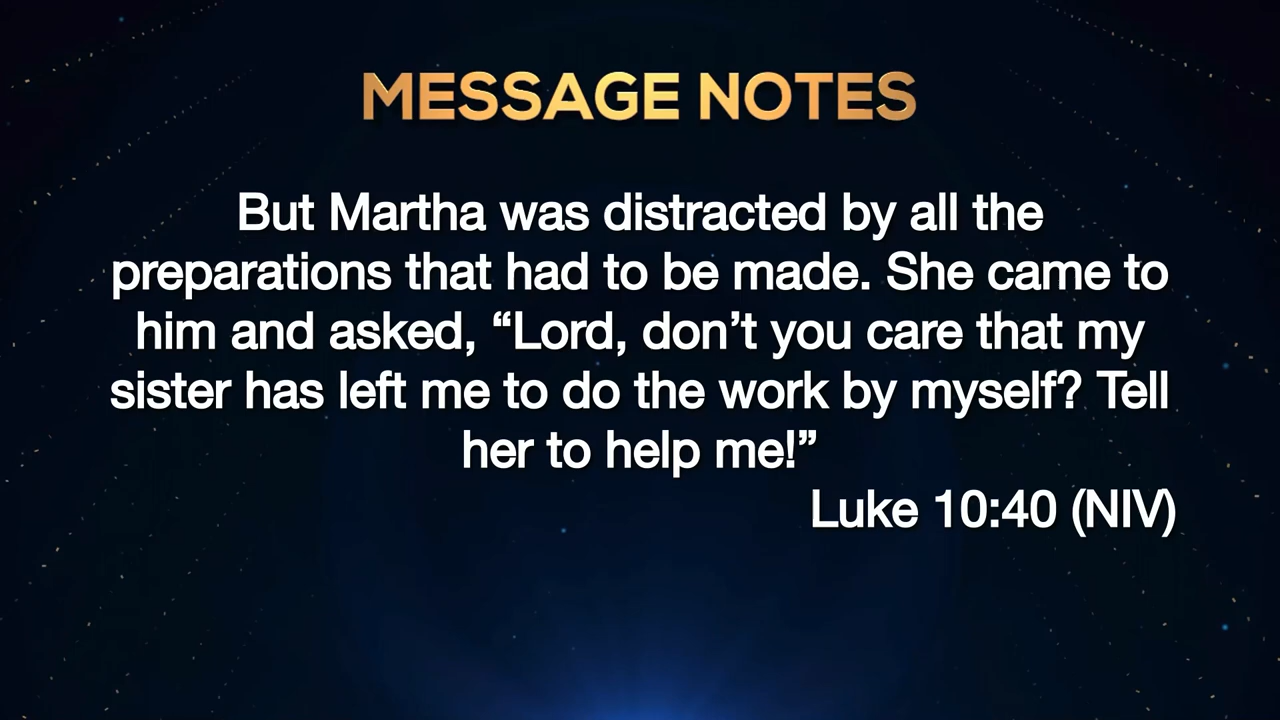 MESSAGE NOTES
But Martha was distracted by all the
preparations that had to be made. She came to
him and asked, “Lord, don’t you care that my
sister has left me to do the work by myself? Tell
her to help me!”
Luke 10:40 (NIV)